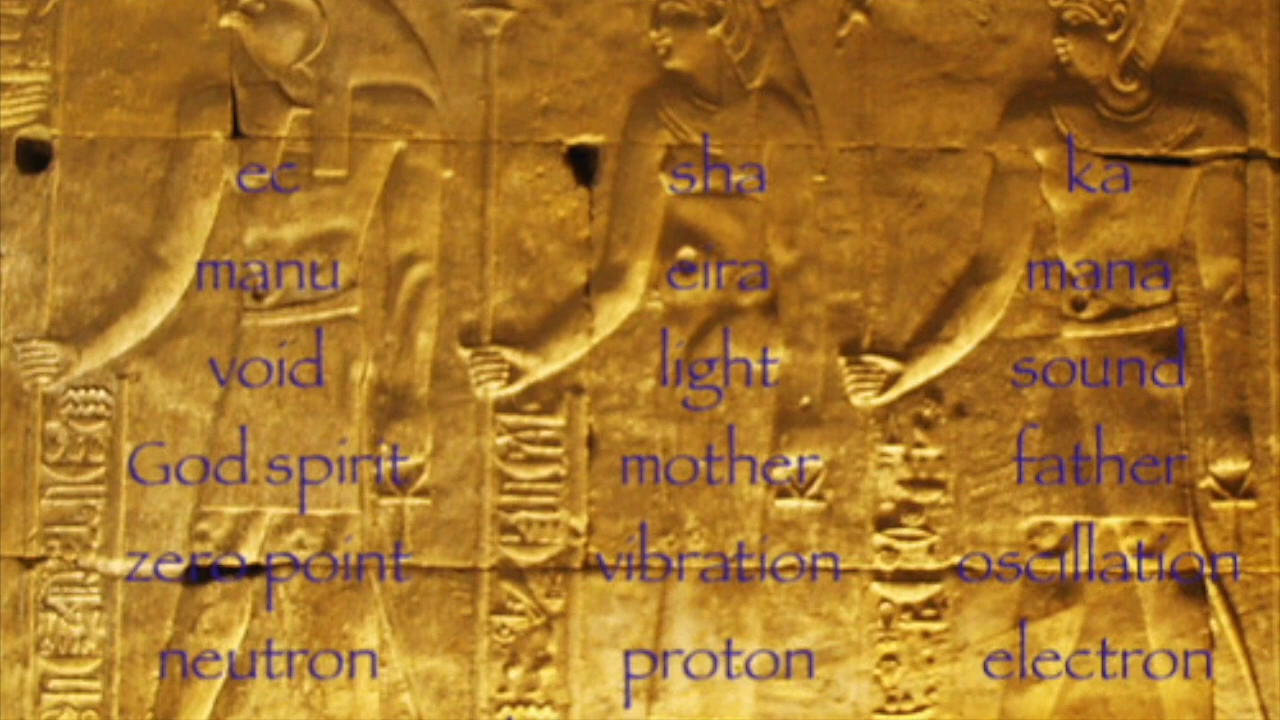 ec sha ka
manu eira mana
void light sound
God spirit mother father
zero point vibration oscillation
neutron proton electron